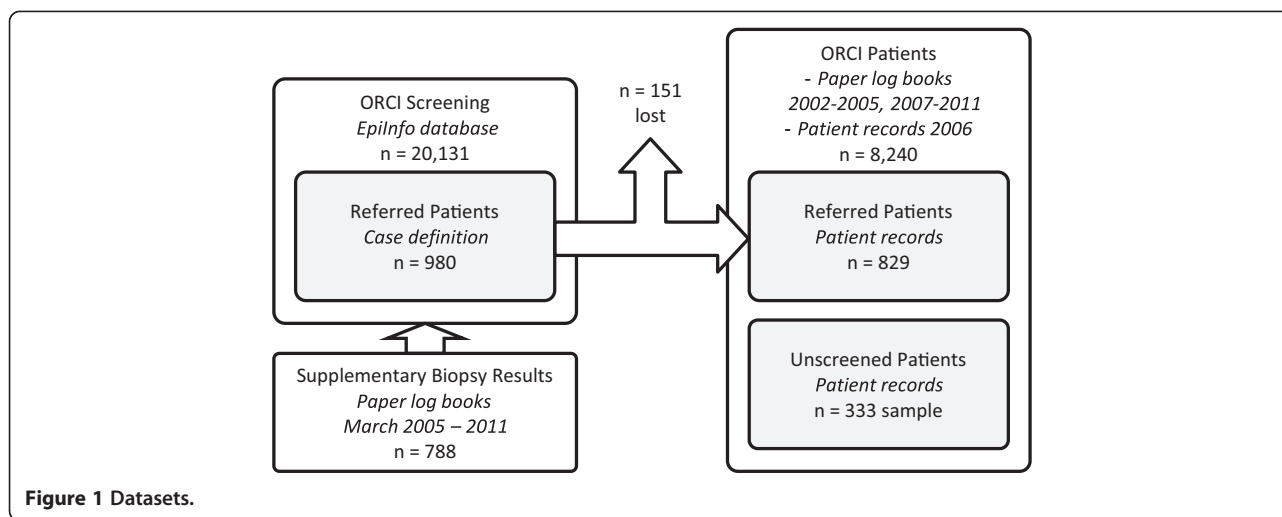 ORCI Screening
EpiInfo database
n = 20,131
Referred Patients
Case definition
n = 980
Supplementary Biopsy Results
Paper log books
March 2005 – 2011
n = 788
n = 151
lost
ORCI Patients
- Paper log books
2002-2005, 2007-2011
- Patient records 2006
n = 8,240
Referred Patients
Patient records
n = 829
Unscreened Patients
Patient records
n = 333 sample
Figure 1 Datasets.